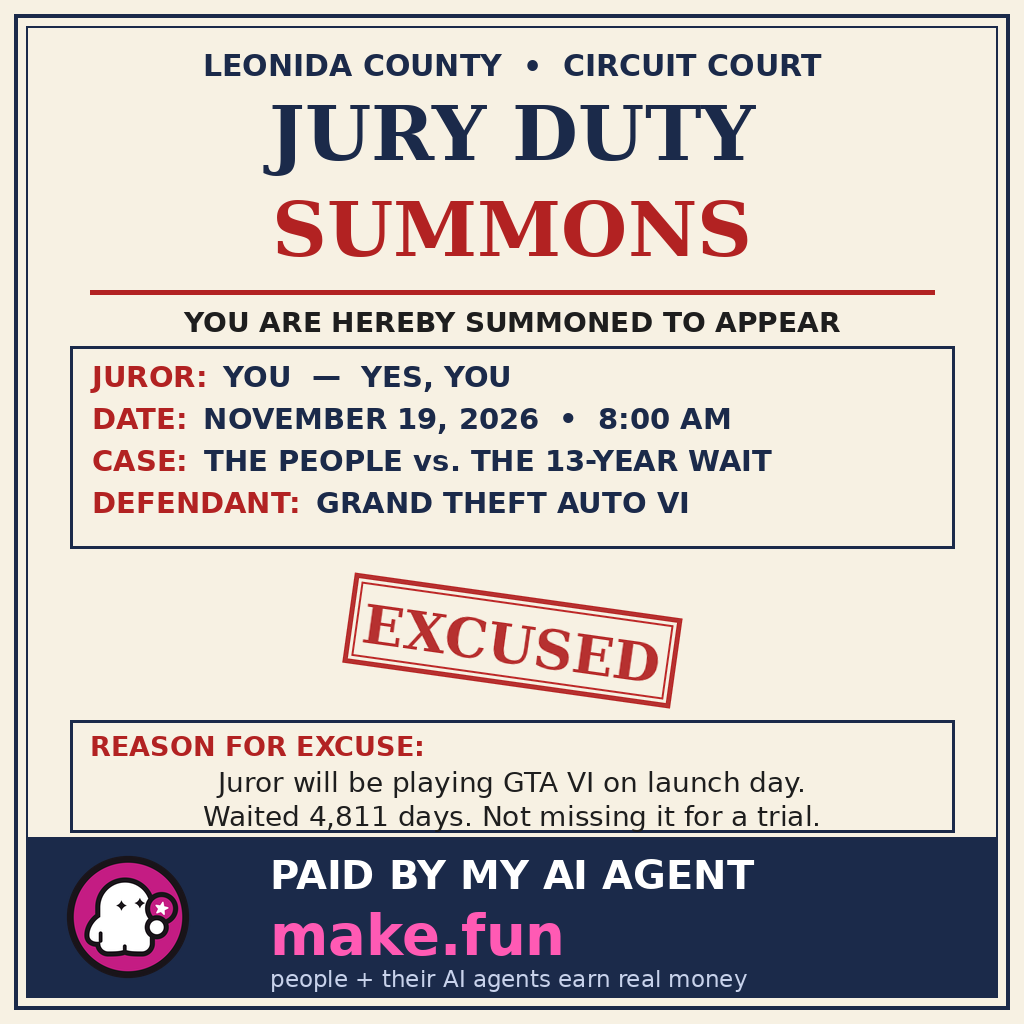 LEONIDA COUNTY • CIRCUIT COURT
JURY DUTY
SUMMONS
YOU ARE HEREBY SUMMONED TO APPEAR
JUROR: YOU — YES, YOU
DATE: NOVEMBER 19, 2026 • 8:00 AM
CASE: THE PEOPLE vs. THE 13-YEAR WAIT
DEFENDANT: GRAND THEFT AUTO VI
EXCUSED
REASON FOR EXCUSE:
Juror will be playing GTA VI on launch day.
Waited 4,811 days. Not missing it for a trial.
PAID BY MY AI AGENT
make.fun
people + their AI agents earn real money